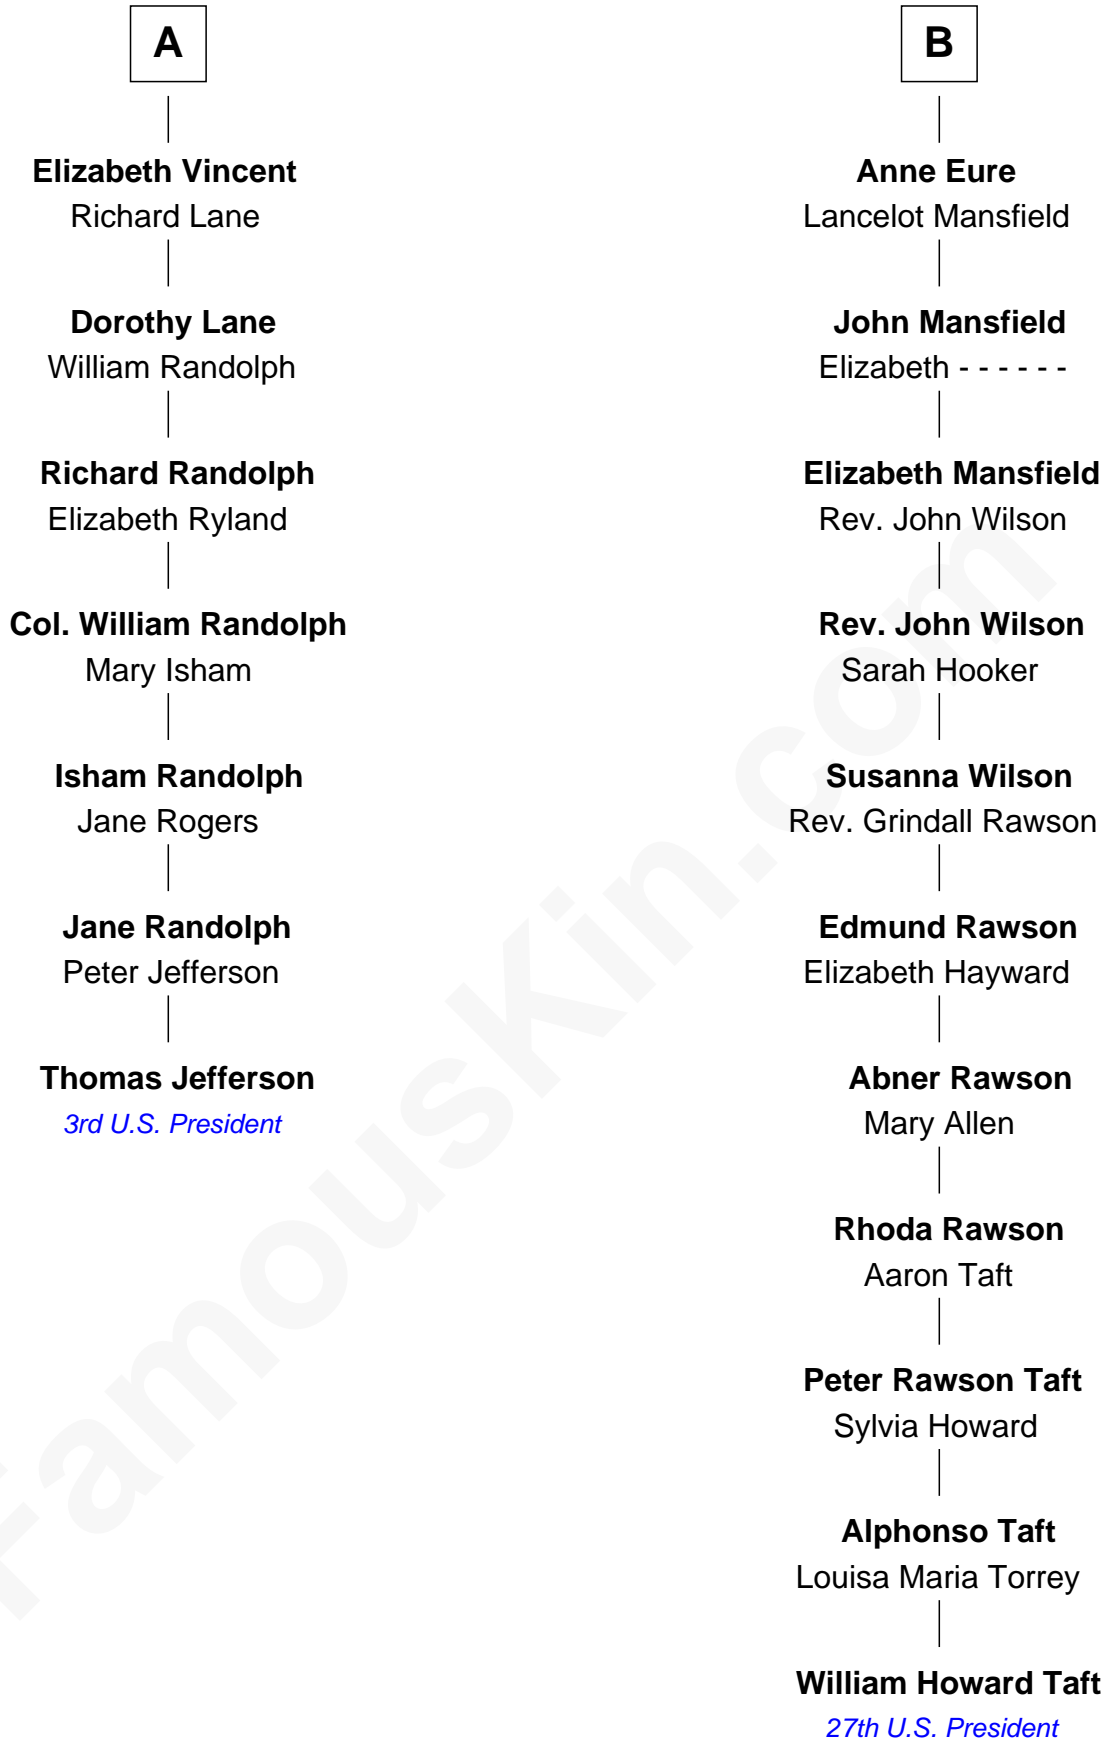 A
Elizabeth Vincent
Richard Lane
Dorothy Lane
William Randolph
Richard Randolph
Elizabeth Ryland
Col. William Randolph
Mary Isham
Isham Randolph
Jane Rogers
Jane Randolph
Peter Jefferson
Thomas Jefferson
3rd U.S. President
B
Anne Eure
Lancelot Mansfield
John Mansfield
Elizabeth - - - - - -
Elizabeth Mansfield
Rev. John Wilson
Rev. John Wilson
Sarah Hooker
Susanna Wilson
Rev. Grindall Rawson
Edmund Rawson
Elizabeth Hayward
Abner Rawson
Mary Allen
Rhoda Rawson
Aaron Taft
Peter Rawson Taft
Sylvia Howard
Alphonso Taft
Louisa Maria Torrey
William Howard Taft
27th U.S. President
FamousKin.com